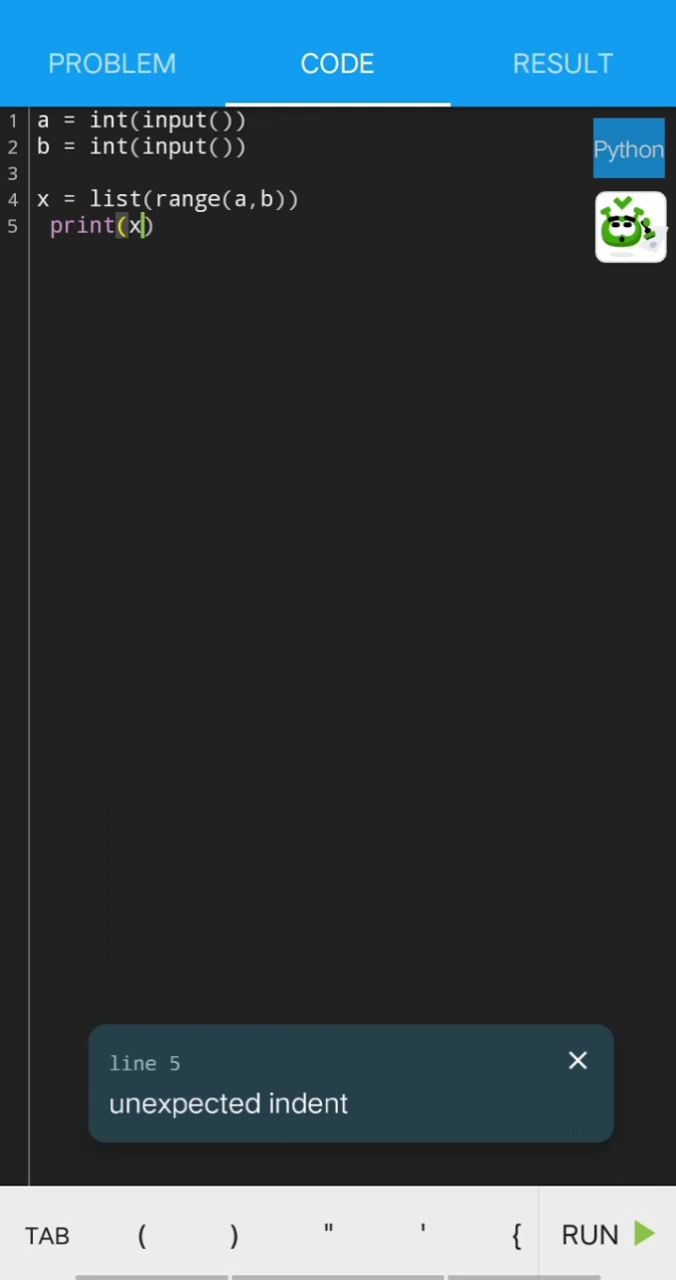 PROBLEM CODE RESULT
1 a = int(input())
2 b = int(input())
3
4 x = list(range(a,b))
5  print(x)
Python
line 5
unexpected indent
TAB ( ) " ' { RUN